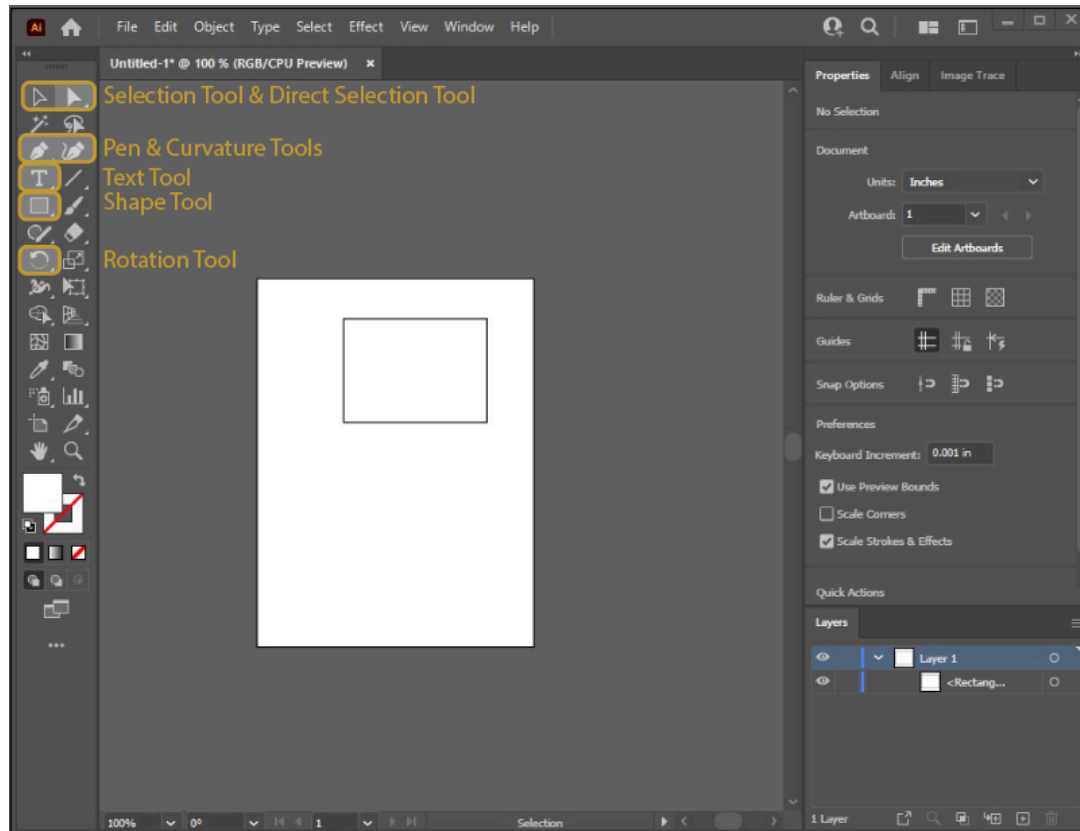 Ai File Edit Object Type Select Effect View Window Help
Untitled-1* @ 100 % (RGB/CPU Preview) ×
Selection Tool & Direct Selection Tool
Pen & Curvature Tools
Text Tool
Shape Tool
Rotation Tool
Properties Align Image Trace
No Selection
Document
Units: Inches
Artboard: 1
Edit Artboards
Ruler & Grids
Guides
Snap Options
Preferences
Keyboard Increment: 0.001 in
Use Preview Bounds
Scale Corners
Scale Strokes & Effects
Quick Actions
Layers
Layer 1
<Rectang...
1 Layer
100% 0° 1 Selection